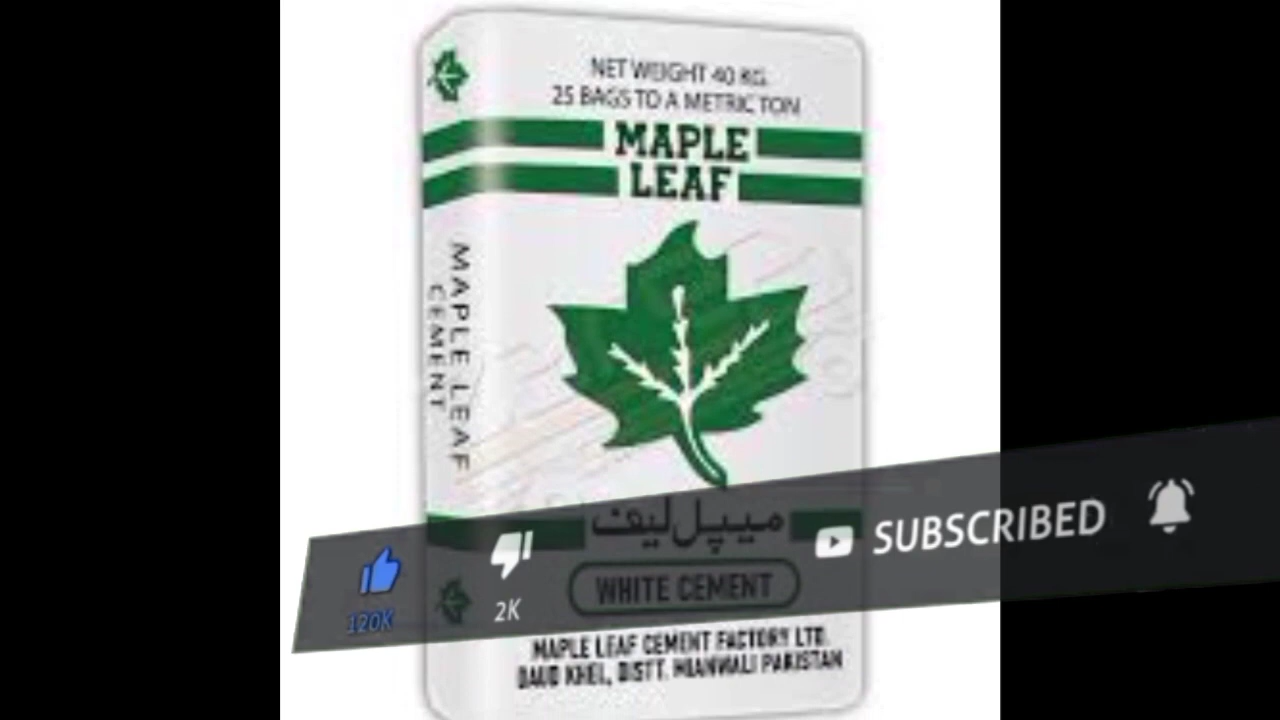 NET WEIGHT 40 KG.
25 BAGS TO A METRIC TON
MAPLE
LEAF
MAPLE LEAF
CEMENT
میپل لیف
WHITE CEMENT
MAPLE LEAF CEMENT FACTORY LTD.
DAUD KHEL, DISTT. MIANWALI PAKISTAN
120K
2K
SUBSCRIBED